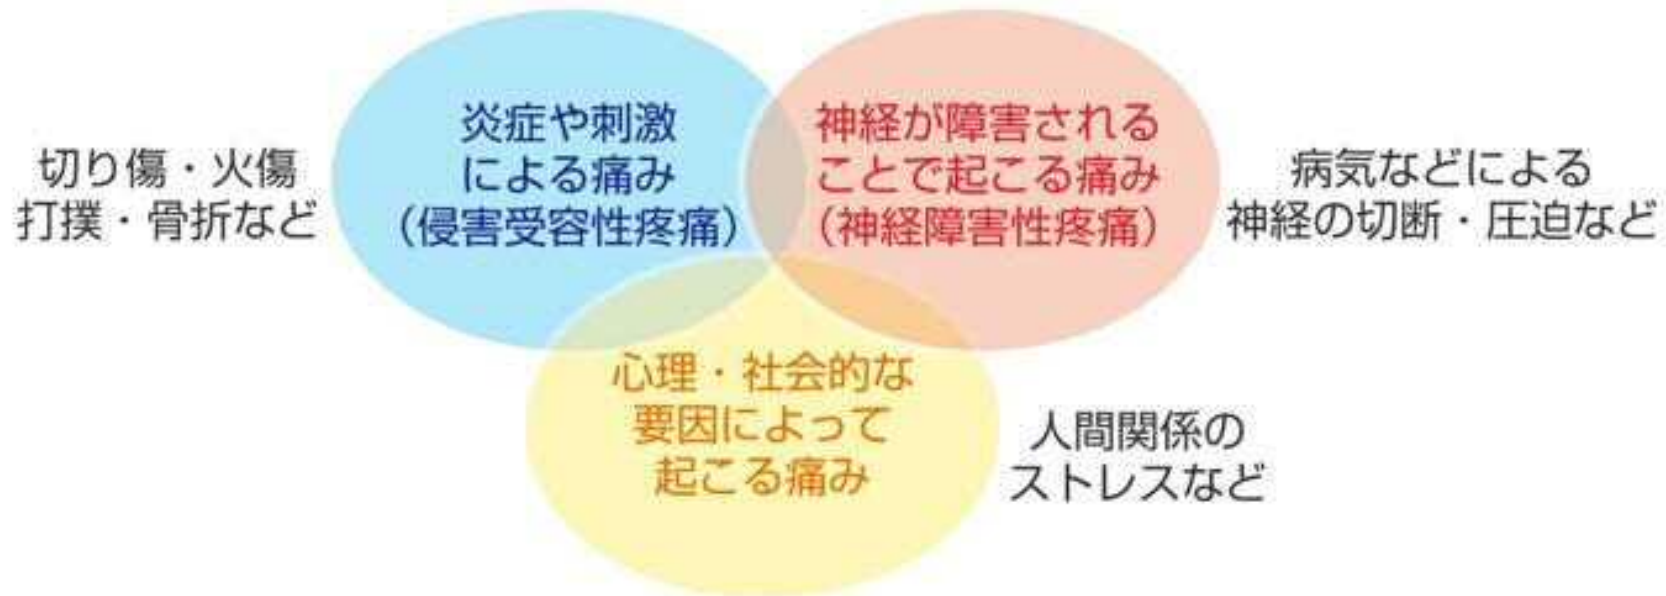 炎症や刺激
による痛み
（侵害受容性疼痛）
神経が障害される
ことで起こる痛み
（神経障害性疼痛）
切り傷・火傷
打撲・骨折など
病気などによる
神経の切断・圧迫など
心理・社会的な
要因によって
起こる痛み
人間関係の
ストレスなど